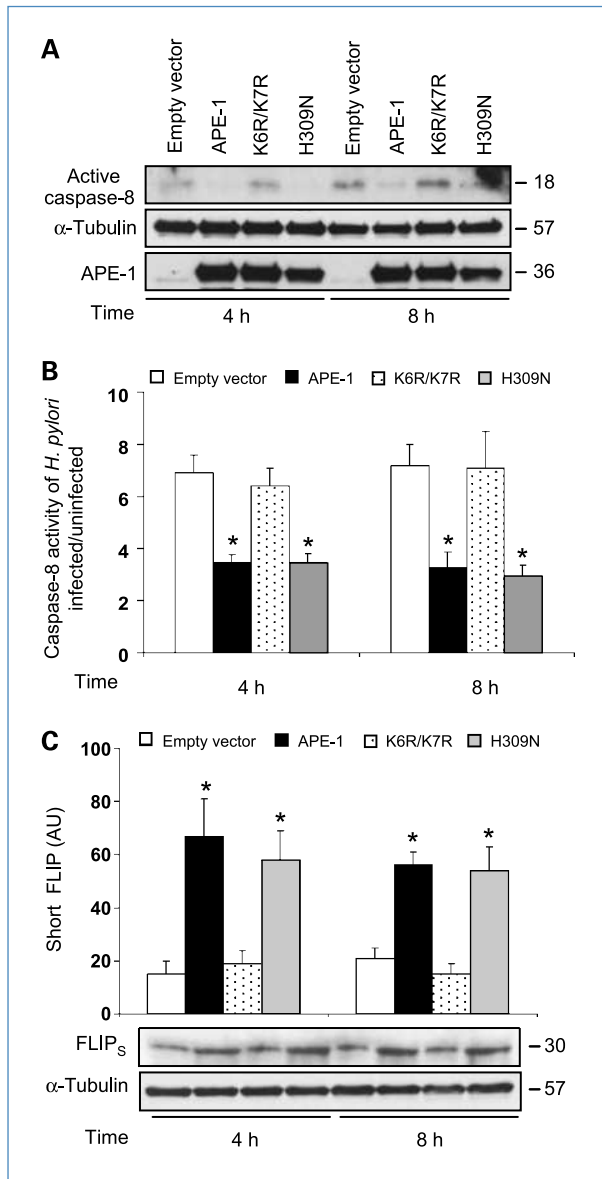 A
Empty vector
APE-1
K6R/K7R
H309N
Empty vector
APE-1
K6R/K7R
H309N
Active
caspase-8
– 18
α-Tubulin
– 57
APE-1
– 36
Time
4 h
8 h
B
Empty vector
APE-1
K6R/K7R
H309N
Caspase-8 activity of H. pylori
infected/uninfected
10
8
6
4
2
0
*
*
*
*
Time
4 h
8 h
C
Empty vector
APE-1
K6R/K7R
H309N
Short FLIP (AU)
100
80
60
40
20
0
*
*
*
*
FLIPS
– 30
α-Tubulin
– 57
Time
4 h
8 h